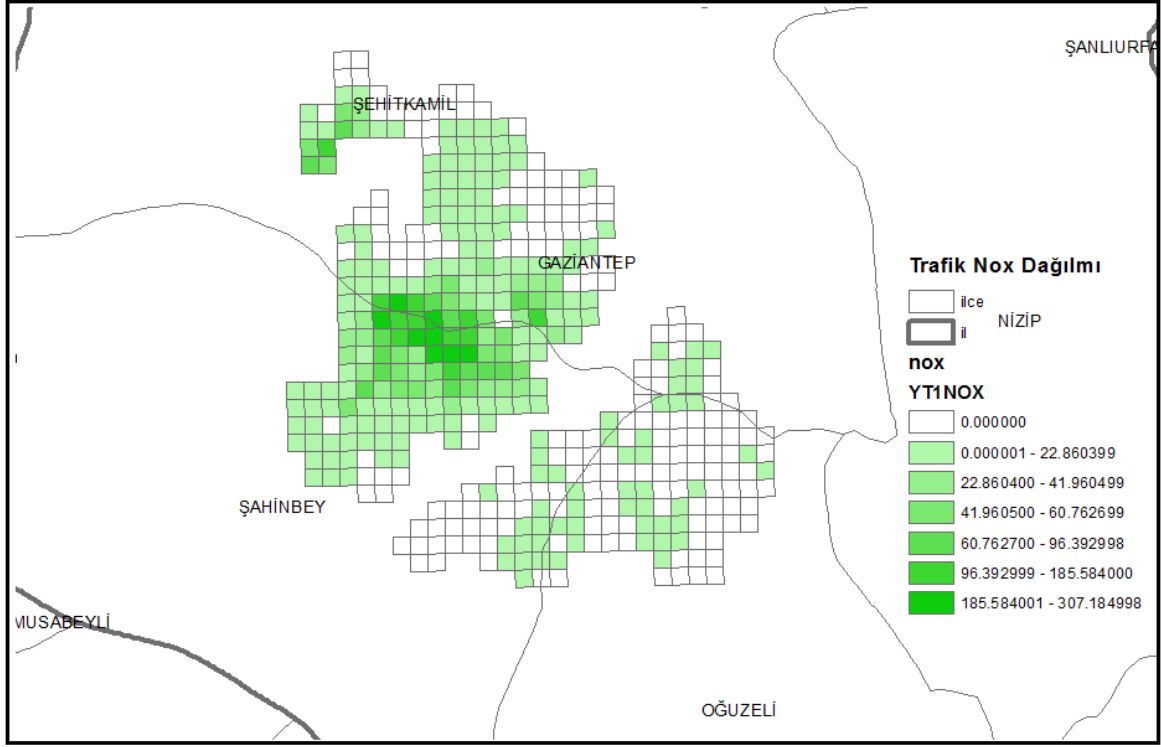 ŞANLIURFA
ŞEHİTKAMİL
GAZİANTEP
Trafik Nox Dağılmı
ilce
il
NİZİP
nox
YT1NOX
0.000000
0.000001 - 22.860399
22.860400 - 41.960499
41.960500 - 60.762699
60.762700 - 96.392998
96.392999 - 185.584000
185.584001 - 307.184998
ŞAHİNBEY
MUSABEYLİ
OĞUZELİ